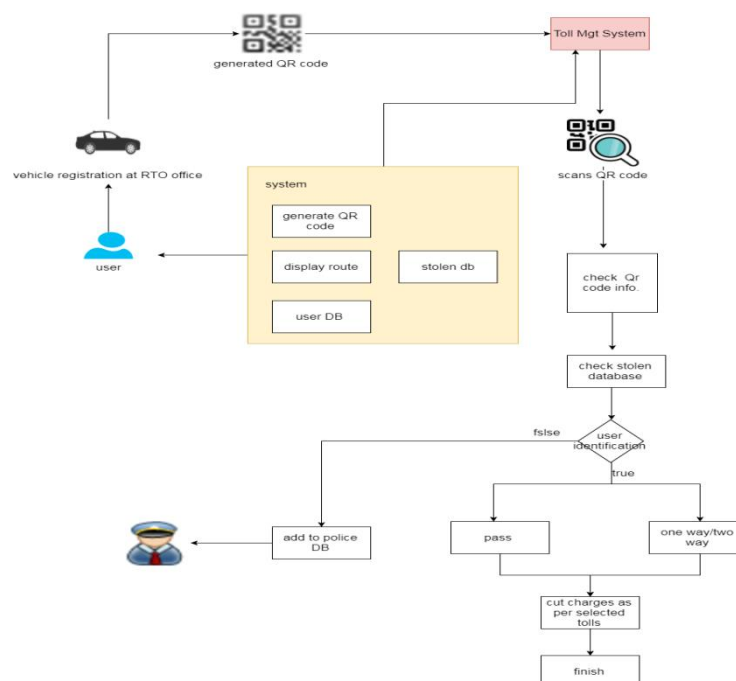 Toll Mgt System
generated QR code
vehicle registration at RTO office
scans QR code
system
generate QR
code
display route
stolen db
user DB
user
check Qr
code info.
check stolen
database
fslse
user
identification
true
add to police
DB
pass
one way/two
way
cut charges as
per selected
tolls
finish